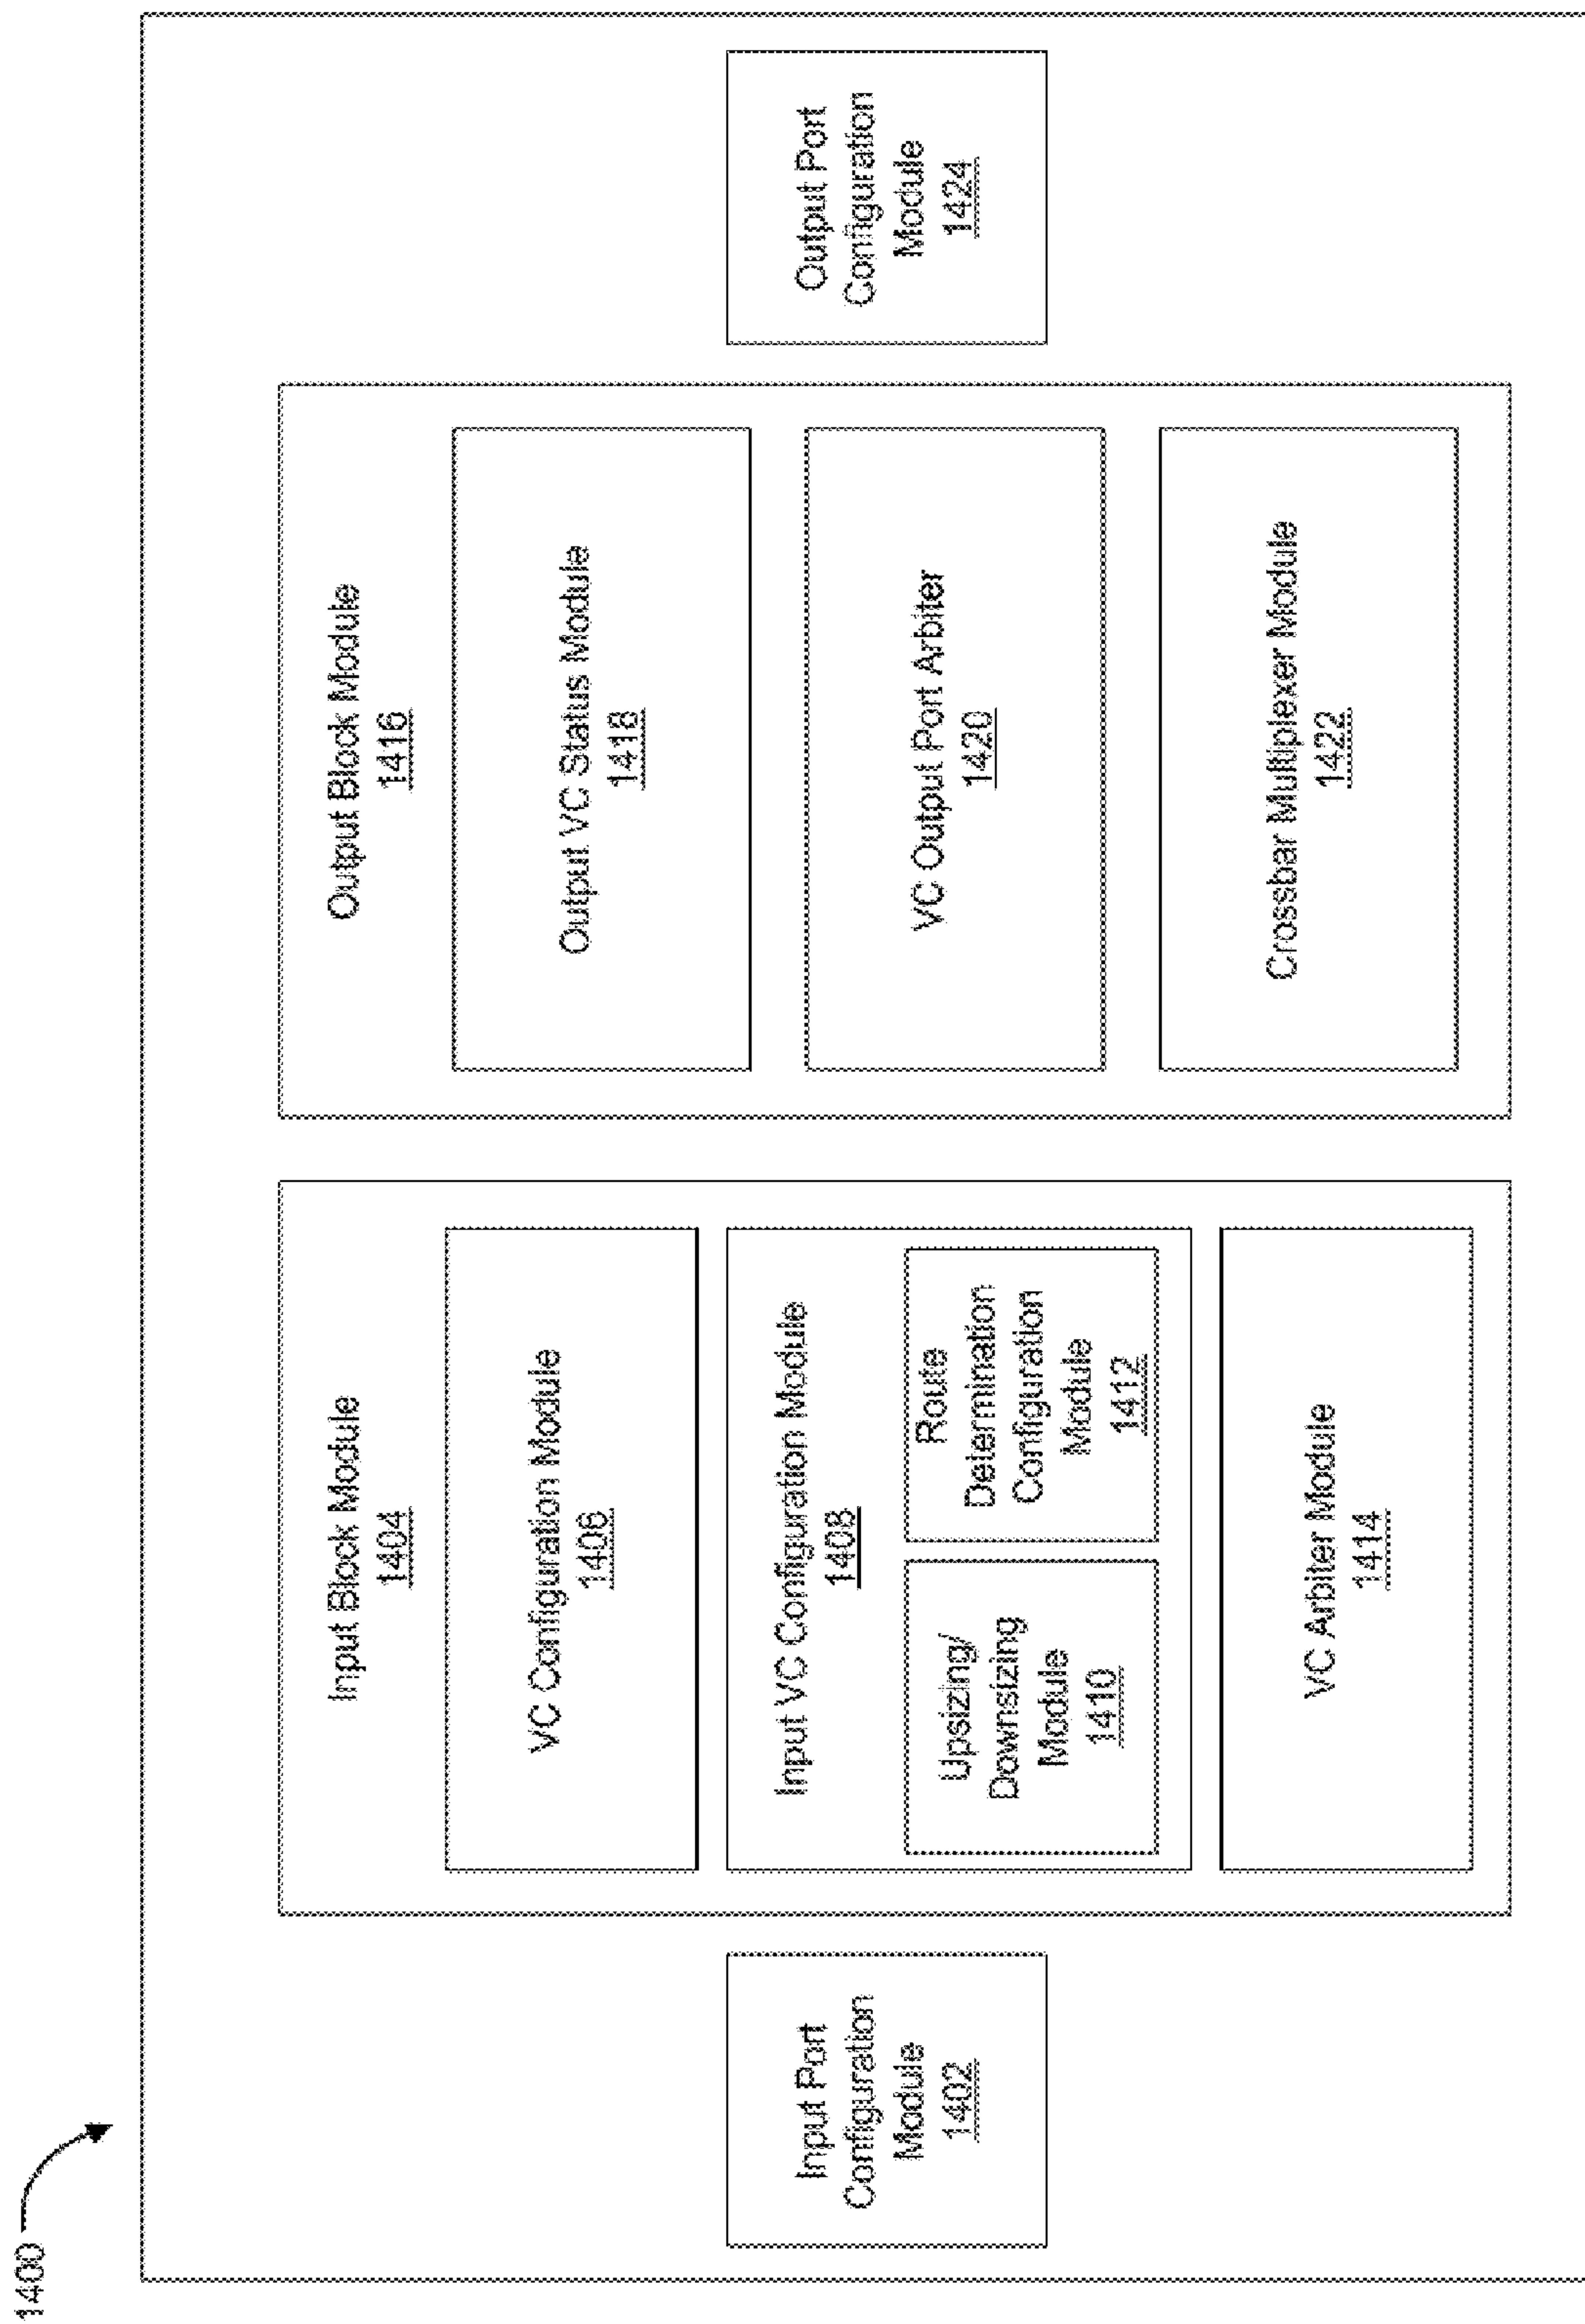 1400
Input Port
Configuration
Module
1402
Input Block Module
1404
VC Configuration Module
1406
Input VC Configuration Module
1408
Upsizing/
Downsizing
Module
1410
Route
Determination
Configuration
Module
1412
VC Arbiter Module
1414
Output Block Module
1416
Output VC Status Module
1418
VC Output Port Arbiter
1420
Crossbar Multiplexer Module
1422
Output Port
Configuration
Module
1424